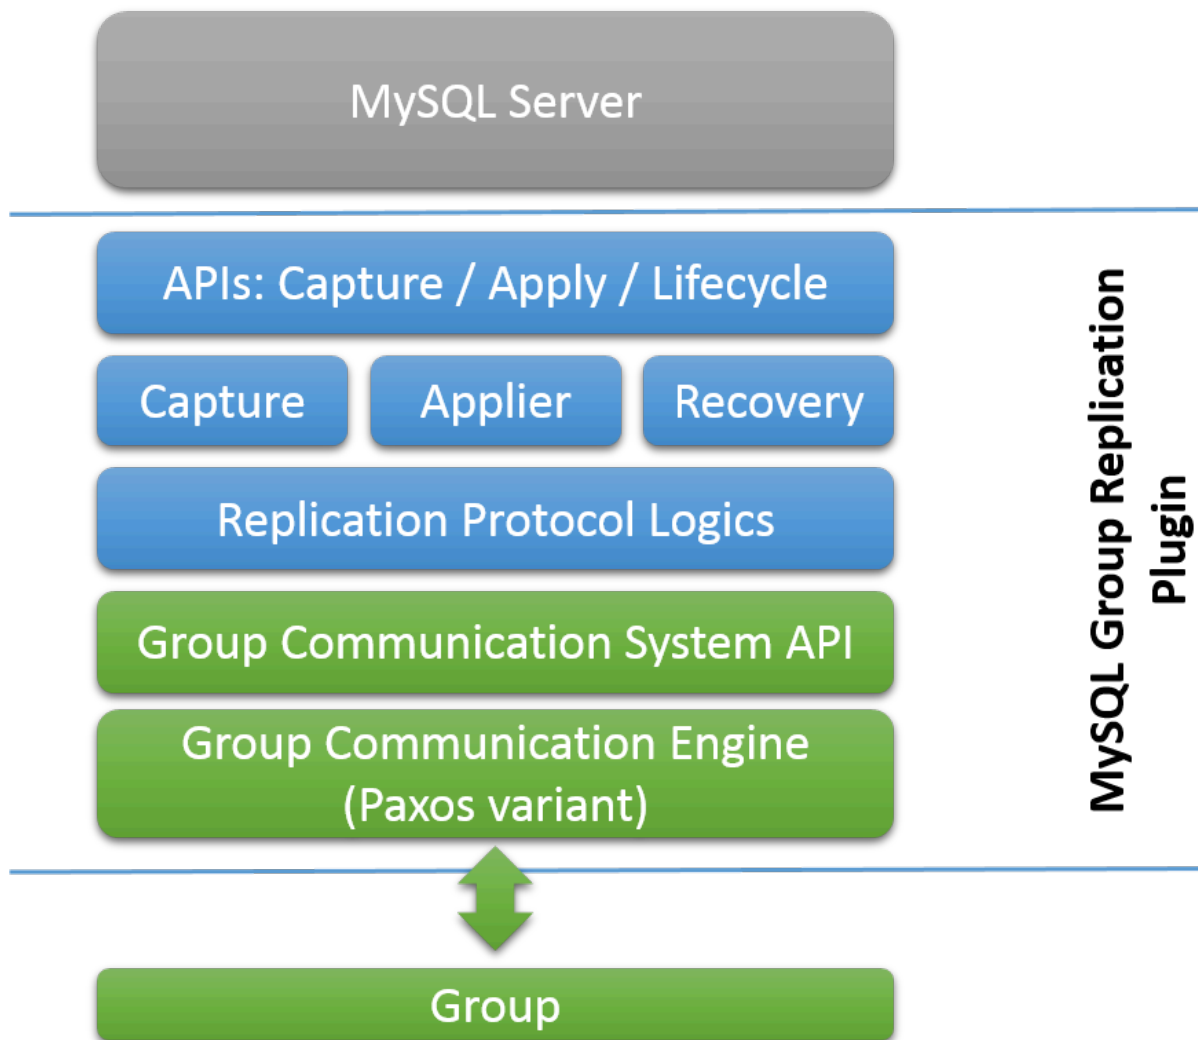 MySQL Server
APIs: Capture / Apply / Lifecycle
Capture
Applier
Recovery
Replication Protocol Logics
Group Communication System API
Group Communication Engine
(Paxos variant)
Group
MySQL Group Replication
Plugin